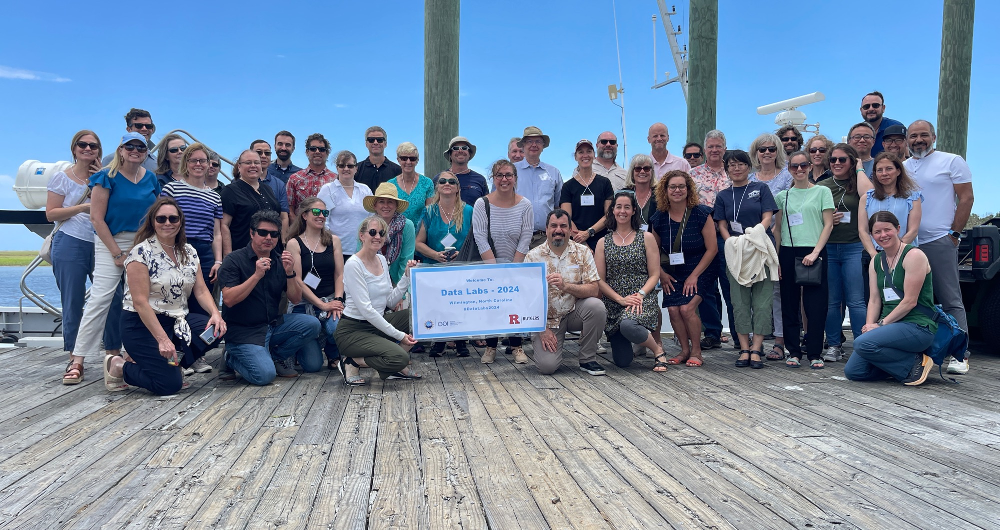 Welcome To:
Data Labs - 2024
Wilmington, North Carolina
#DataLabs2024
OOI
R RUTGERS